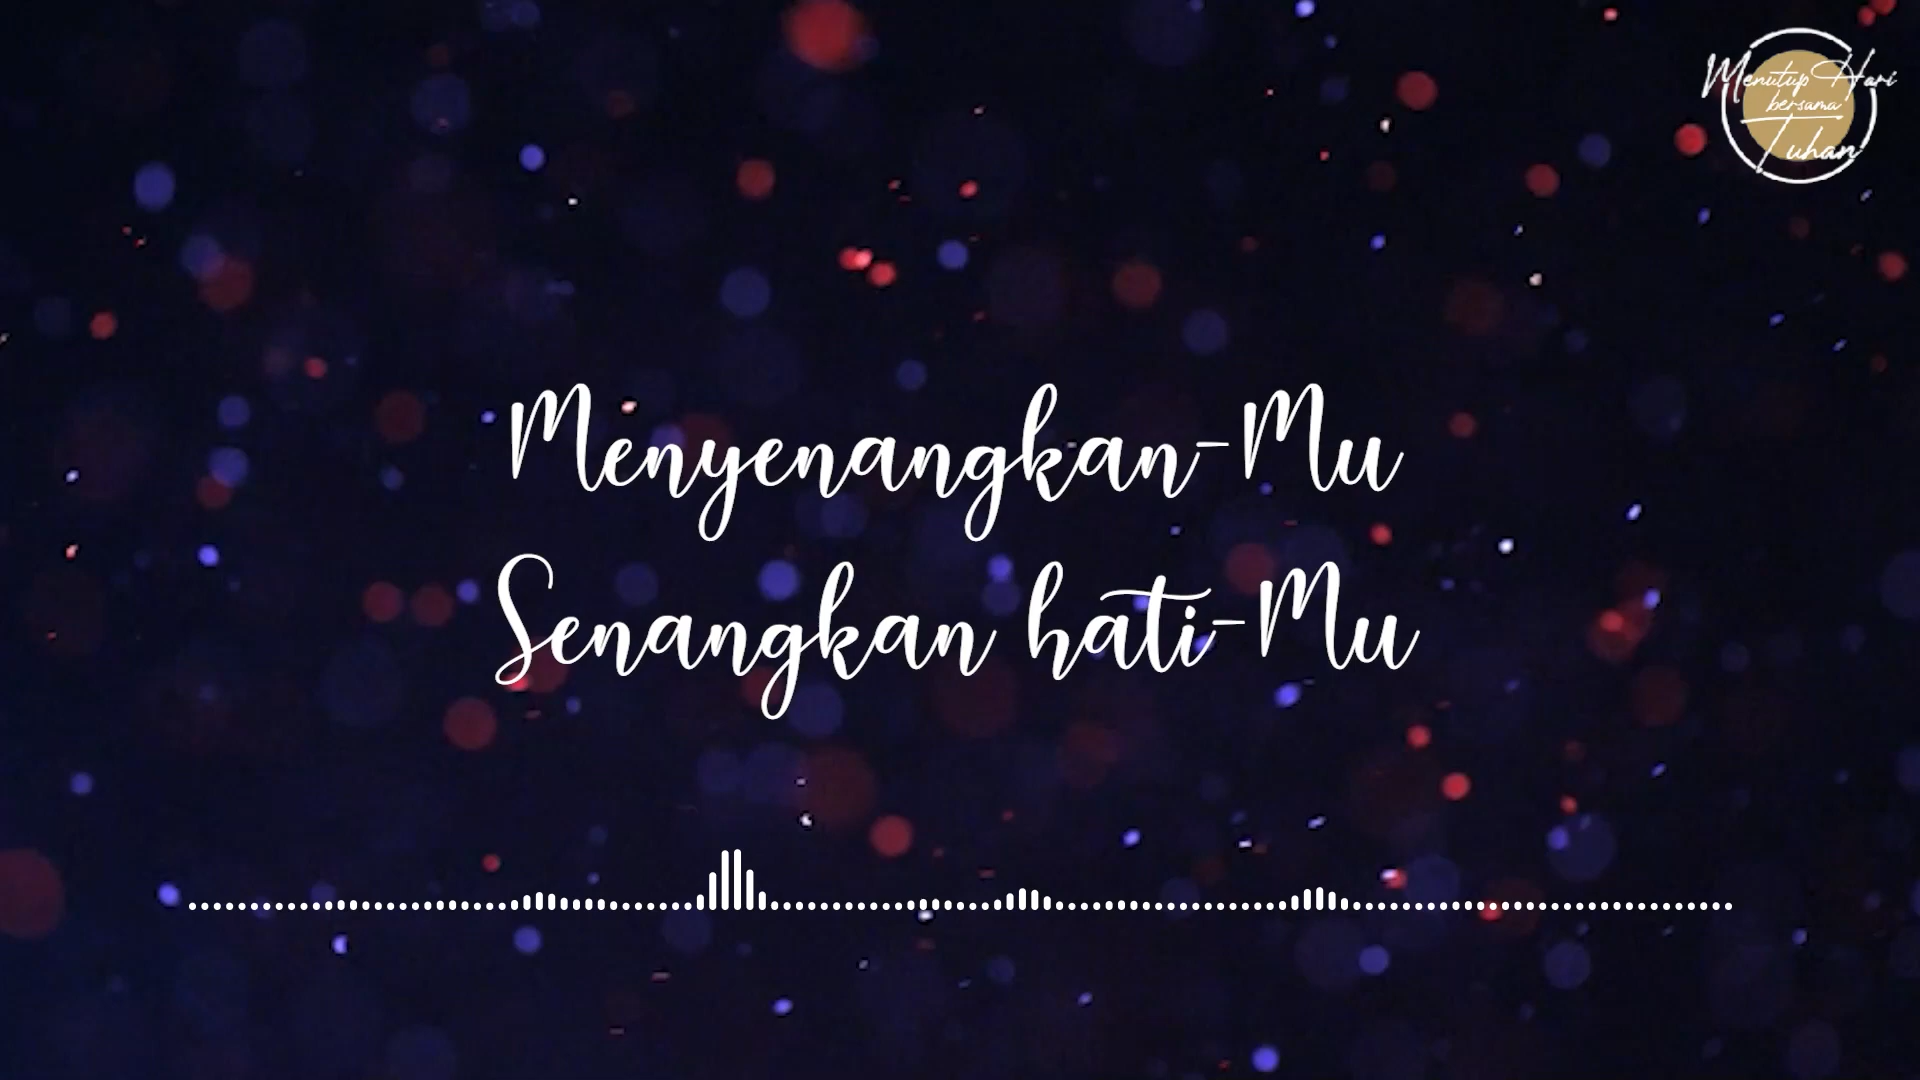 Menutup Hari
bersama
Tuhan
Menyenangkan-Mu
Senangkan hati-Mu